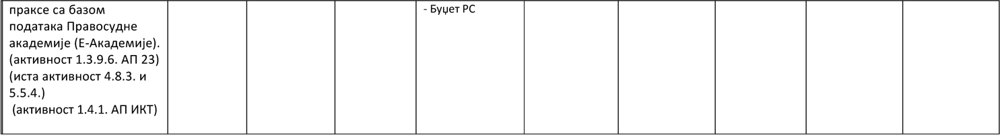 праксе са базом
података Правосудне
академије (Е-Академије).
(активност 1.3.9.6. АП 23)
(иста активност 4.8.3. и
5.5.4.)
(активност 1.4.1. АП ИКТ)
- Буџет РС